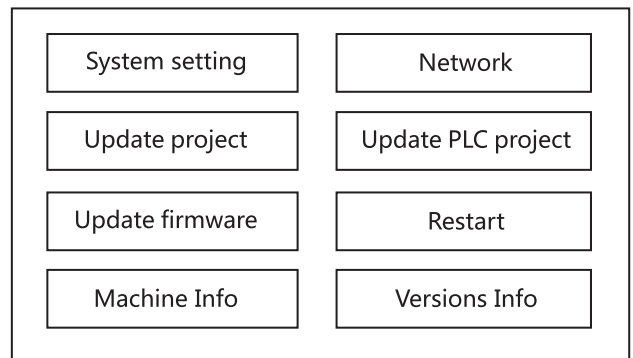 System setting
Network
Update project
Update PLC project
Update firmware
Restart
Machine Info
Versions Info